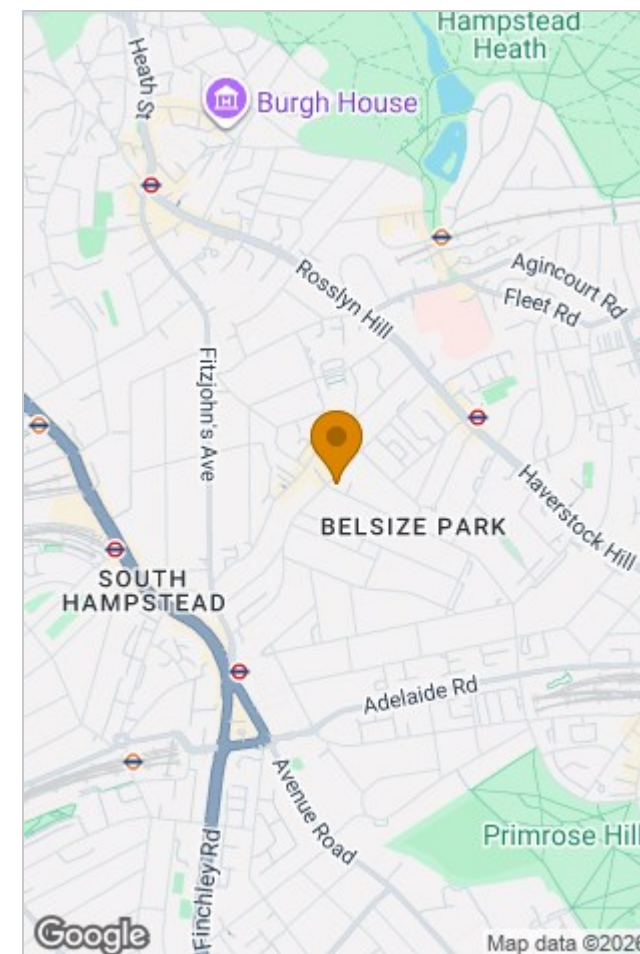 Hampstead
Heath
Heath St
Burgh House
Rosslyn Hill
Agincourt Rd
Fleet Rd
Fitzjohn's Ave
BELSIZE PARK
Haverstock Hill
SOUTH
HAMPSTEAD
Adelaide Rd
Avenue Road
Finchley Rd
Primrose Hill
Google
Map data ©2026